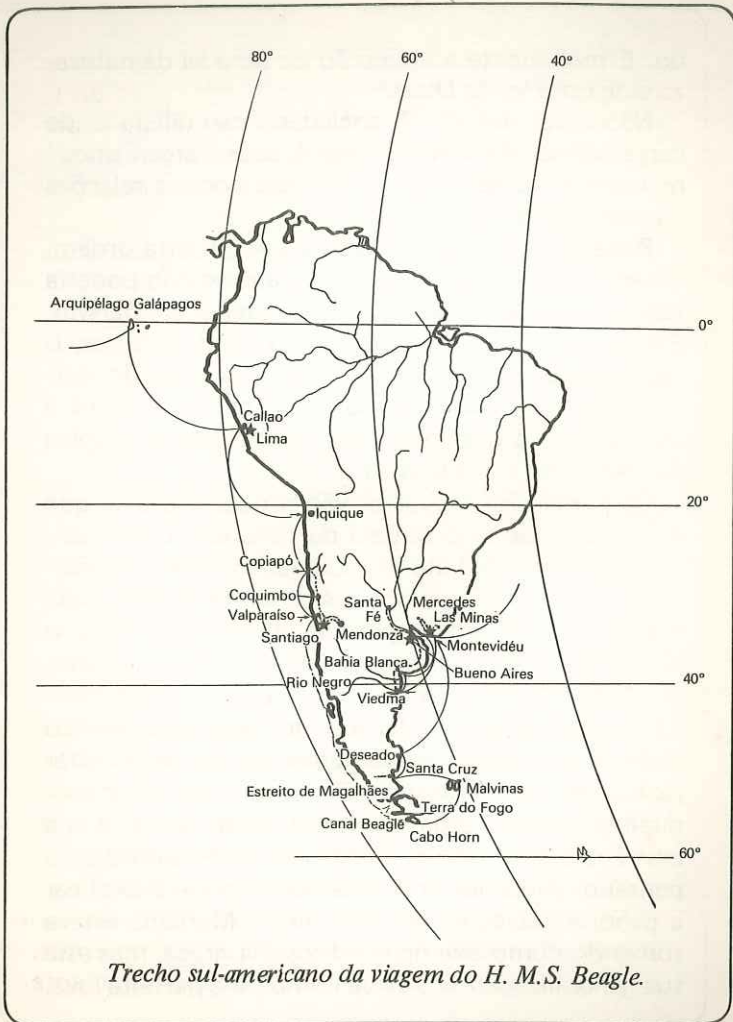 80°
60°
40°
Arquipélago Galápagos
0°
Callao
Lima
20°
Iquique
Copiapó
Coquimbo
Valparaíso
Santiago
Mendonza
Santa
Fé
Mercedes
Las Minas
Montevidéu
Bueno Aires
Bahia Blanca
Rio Negro
40°
Viedma
Deseado
Santa Cruz
Estreito de Magalhães
Malvinas
Terra do Fogo
Canal Beagle
Cabo Horn
60°
Trecho sul-americano da viagem do H. M.S. Beagle.